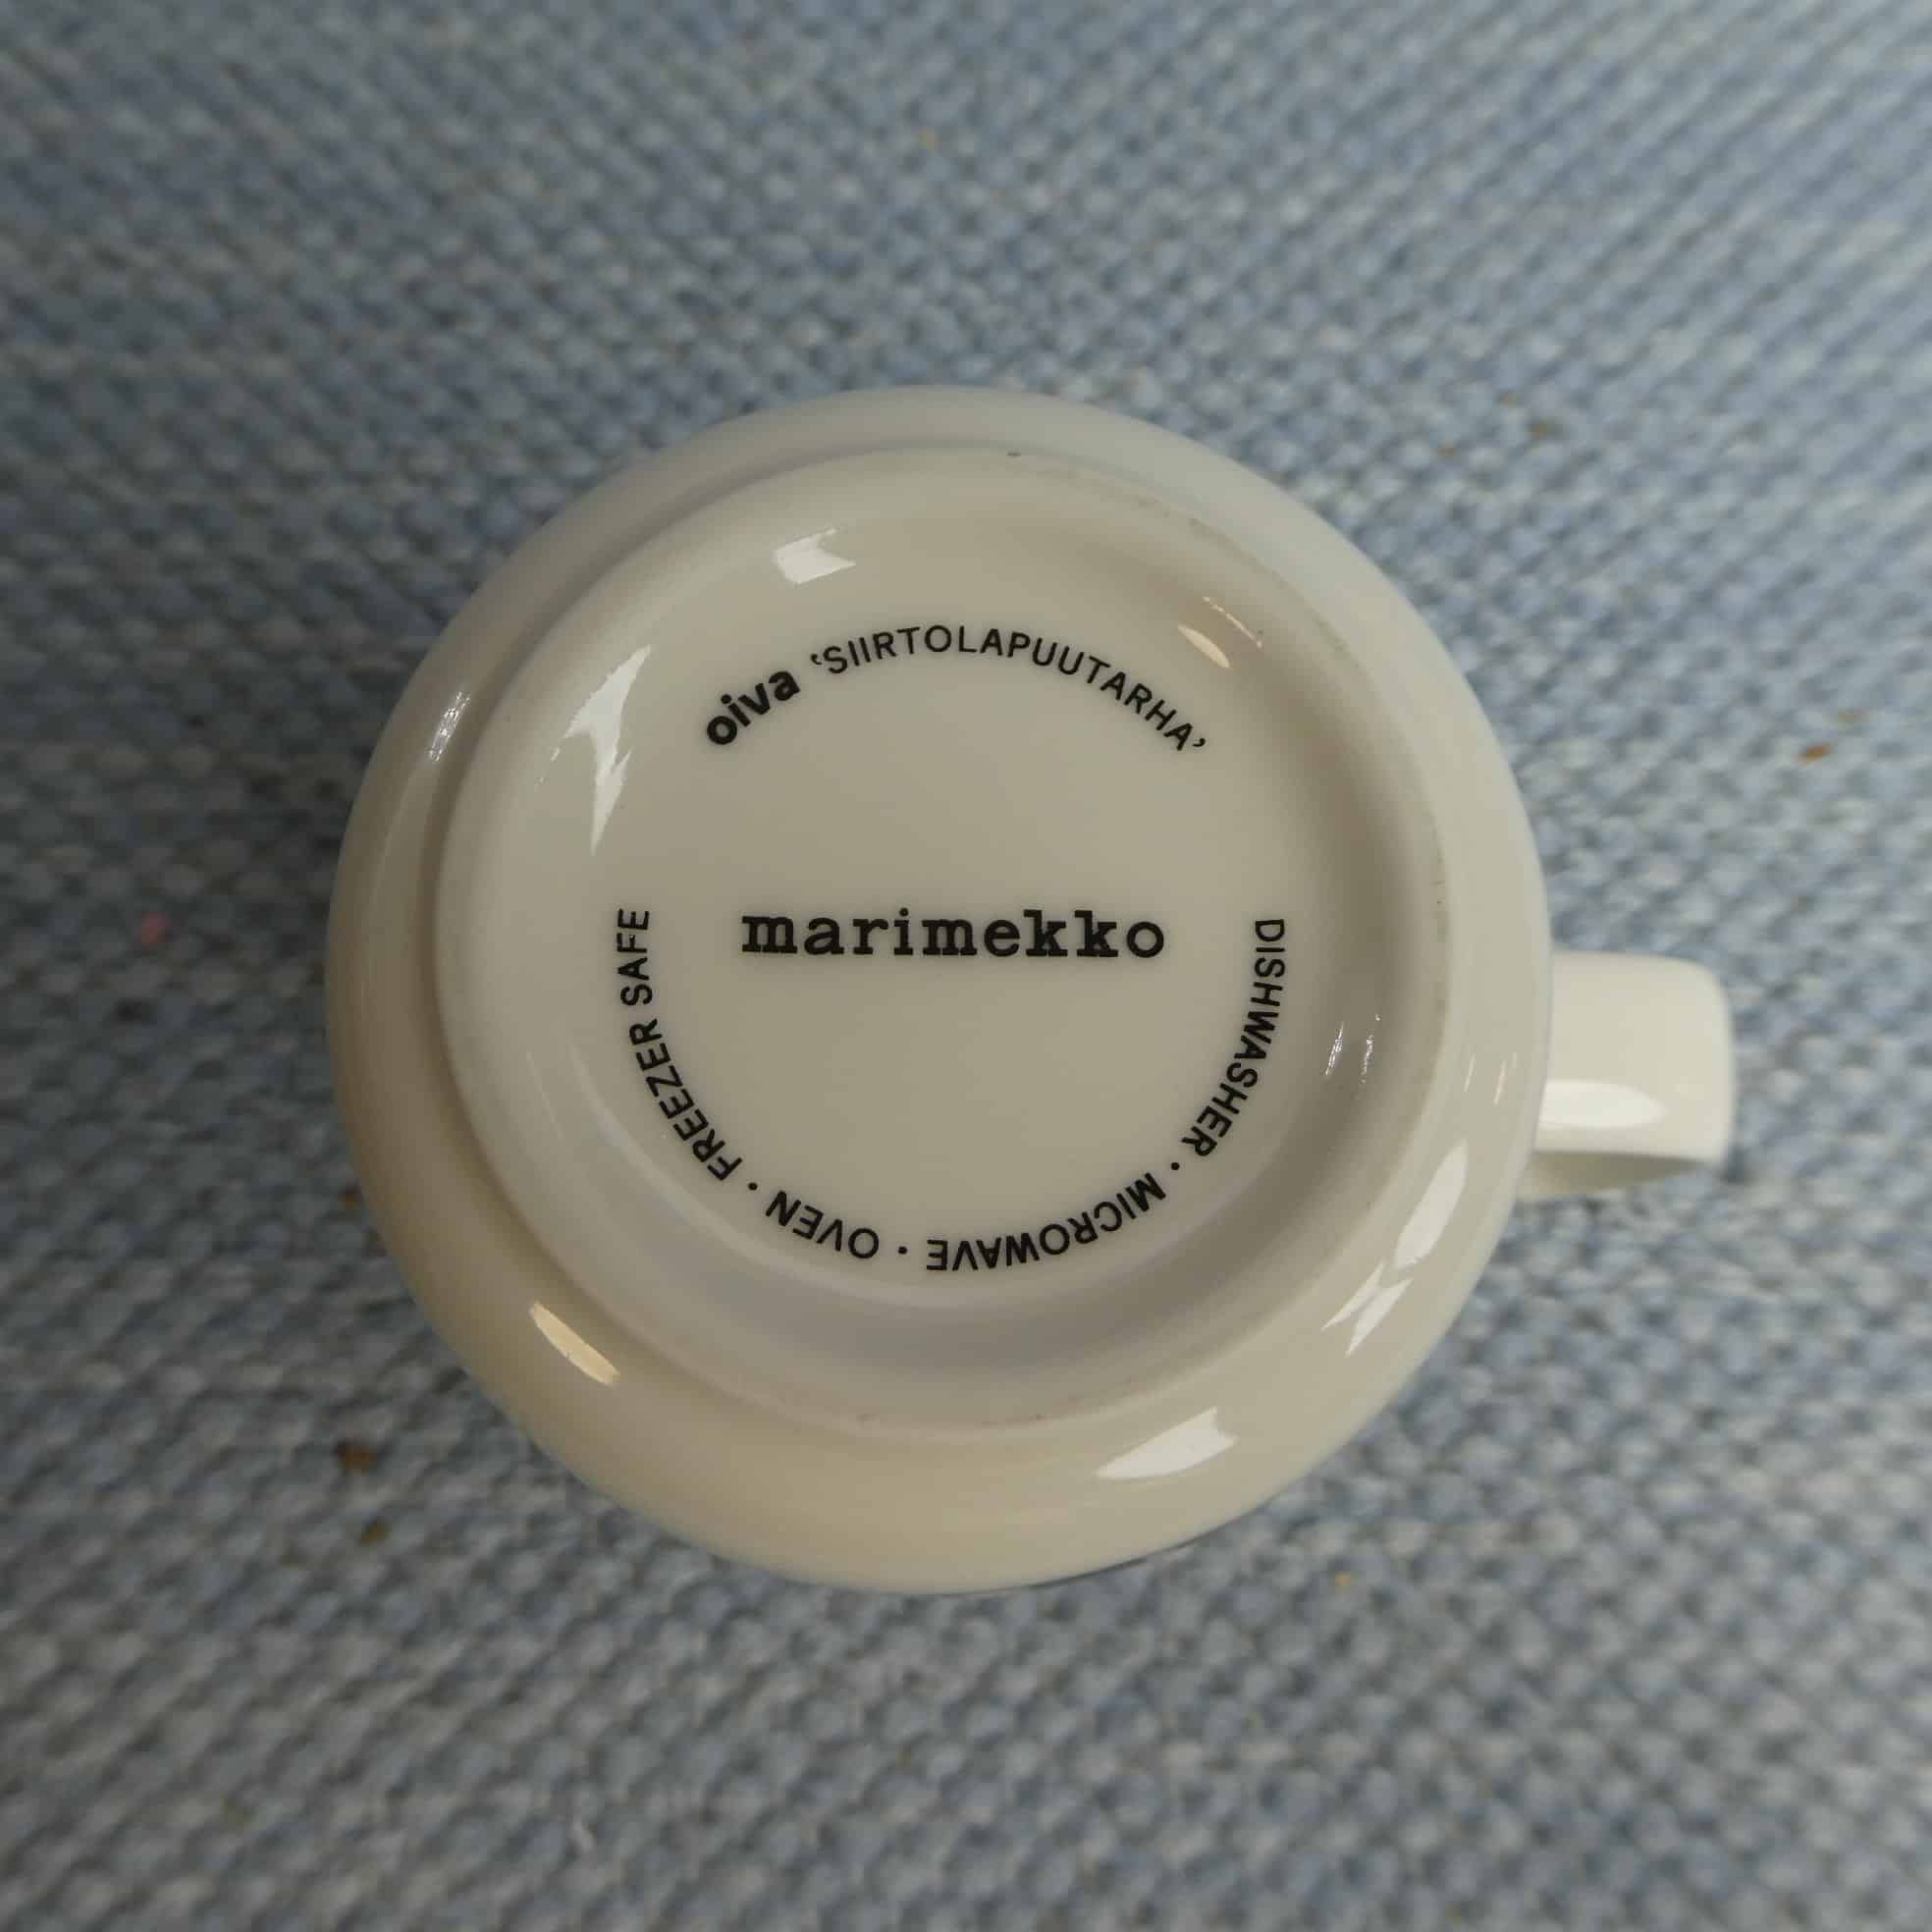 oiva ‘SIIRTOLAPUUTARHA’
marimekko
DISHWASHER · MICROWAVE · OVEN · FREEZER SAFE